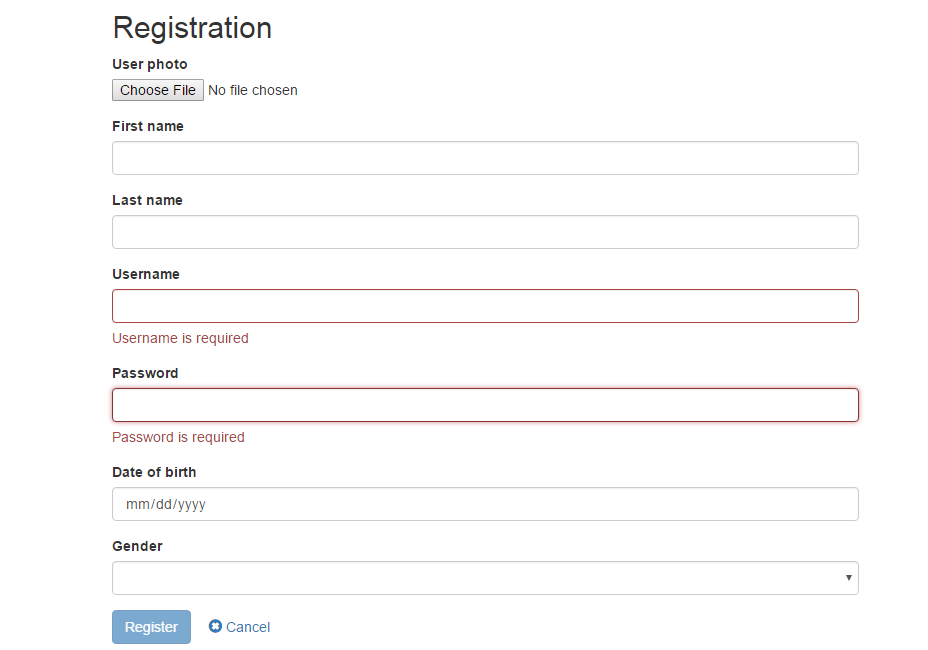 Registration
User photo
Choose File No file chosen
First name
Last name
Username
Username is required
Password
Password is required
Date of birth
mm/dd/yyyy
Gender
Register Cancel